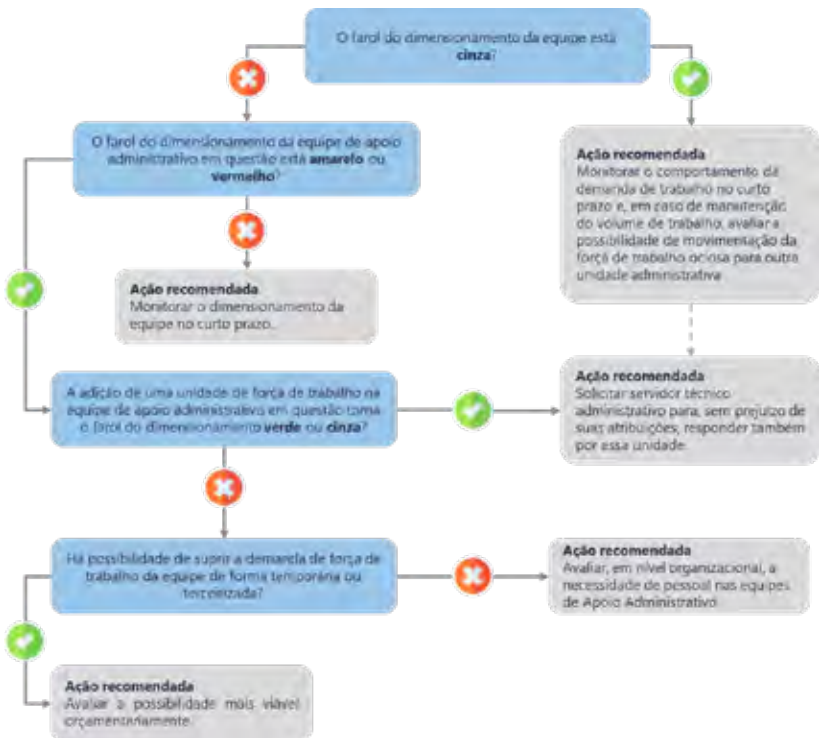 O farol do dimensionamento da equipe está
cinza?
O farol do dimensionamento da equipe de apoio
administrativo em questão está amarelo ou
vermelho?
Ação recomendada
Monitorar o comportamento da
demanda de trabalho no curto
prazo e, em caso de manutenção
do volume de trabalho, avaliar a
possibilidade de movimentação da
força de trabalho ociosa para outra
unidade administrativa
Ação recomendada
Monitorar o dimensionamento da
equipe no curto prazo.
A adição de uma unidade de força de trabalho na
equipe de apoio administrativo em questão torna
o farol do dimensionamento verde ou cinza?
Ação recomendada
Solicitar servidor técnico
administrativo para, sem prejuízo de
suas atribuições, responder também
por essa unidade.
Há possibilidade de suprir a demanda de força de
trabalho da equipe de forma temporária ou
terceirizada?
Ação recomendada
Avaliar, em nível organizacional, a
necessidade de pessoal nas equipes
de Apoio Administrativo
Ação recomendada
Avaliar a possibilidade mais viável
orçamentariamente.